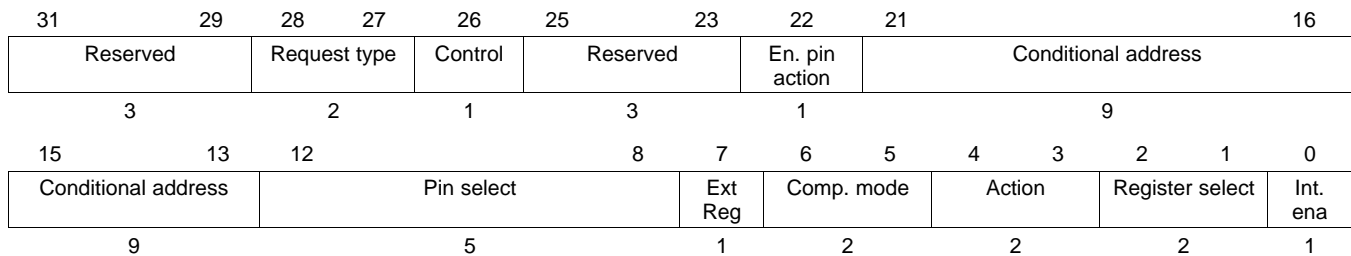 31 29 28 27 26 25 23 22 21 16
Reserved Request type Control Reserved En. pin action Conditional address
3 2 1 3 1 9
15 13 12 8 7 6 5 4 3 2 1 0
Conditional address Pin select Ext Reg Comp. mode Action Register select Int. ena
9 5 1 2 2 2 1